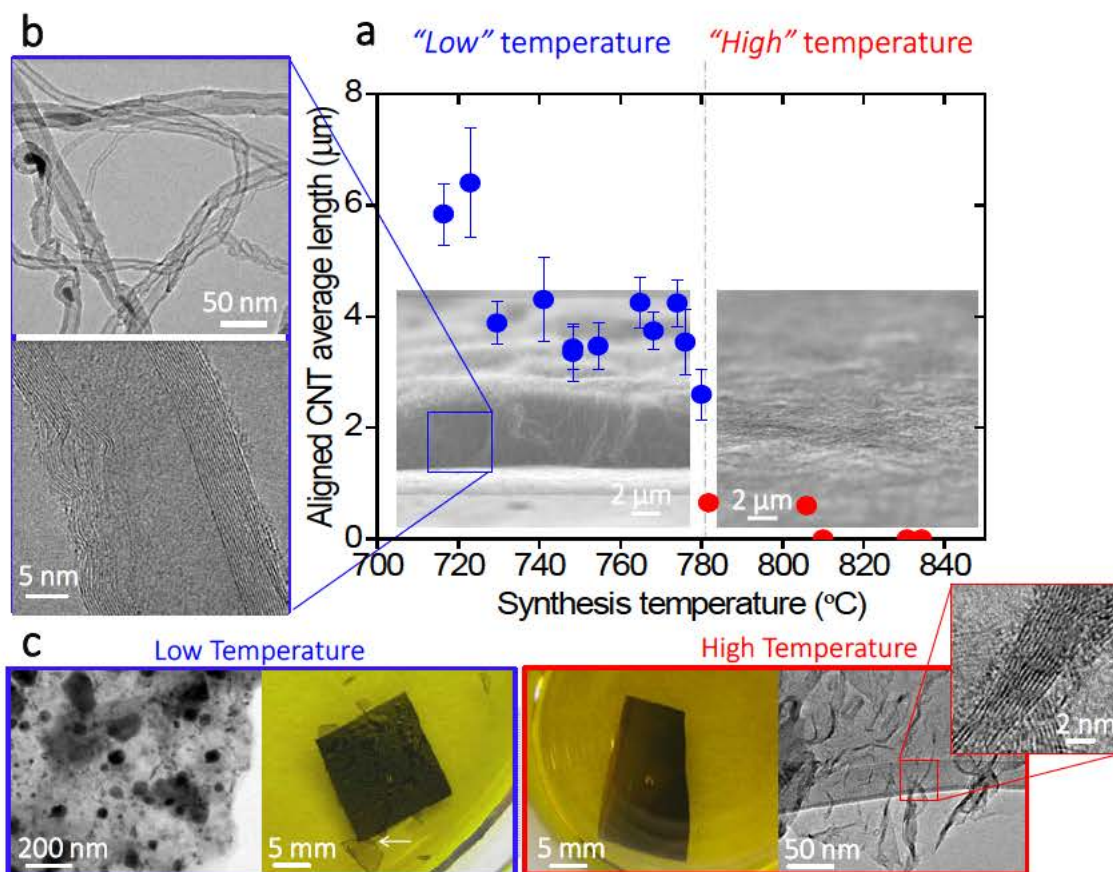 b
a
"Low" temperature
"High" temperature
50 nm
5 nm
Aligned CNT average length (μm)
8
6
4
2
0
2 μm
2 μm
700 720 740 760 780 800 820 840
Synthesis temperature (°C)
c
Low Temperature
High Temperature
200 nm
5 mm
5 mm
50 nm
2 nm